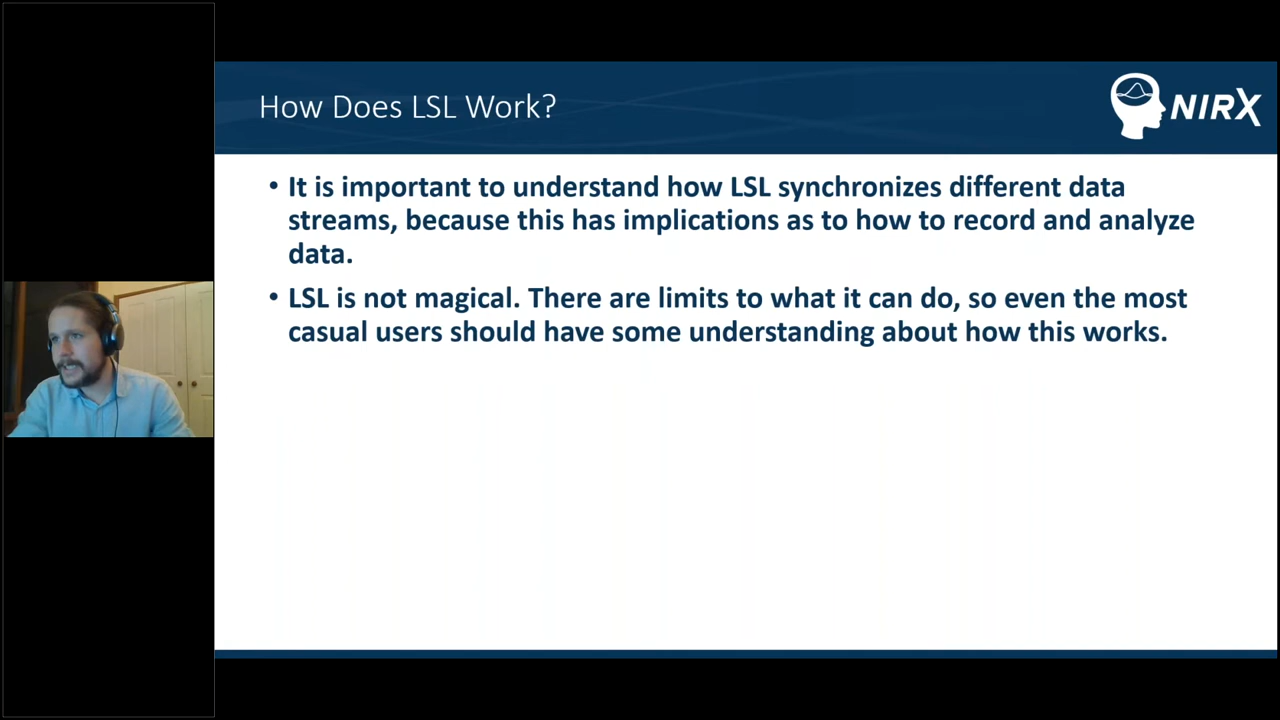 How Does LSL Work?
NIRX
• It is important to understand how LSL synchronizes different data
streams, because this has implications as to how to record and analyze
data.
• LSL is not magical. There are limits to what it can do, so even the most
casual users should have some understanding about how this works.